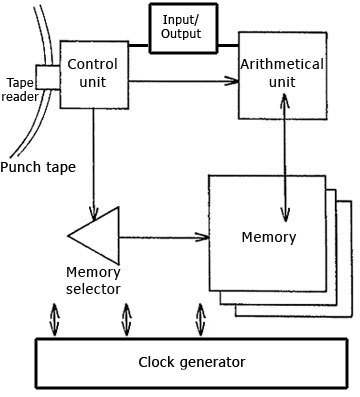 Input/
Output
Control
unit
Arithmetical
unit
Tape
reader
Punch tape
Memory
Memory
selector
Clock generator